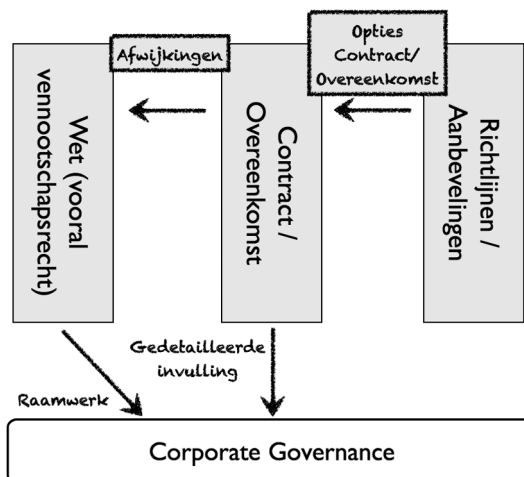 Afwijkingen
Opties
Contract/
Overeenkomst
Wet (vooral
vennootschapsrecht)
Contract /
Overeenkomst
Richtlijnen /
Aanbevelingen
Gedetailleerde
invulling
Raamwerk
Corporate Governance